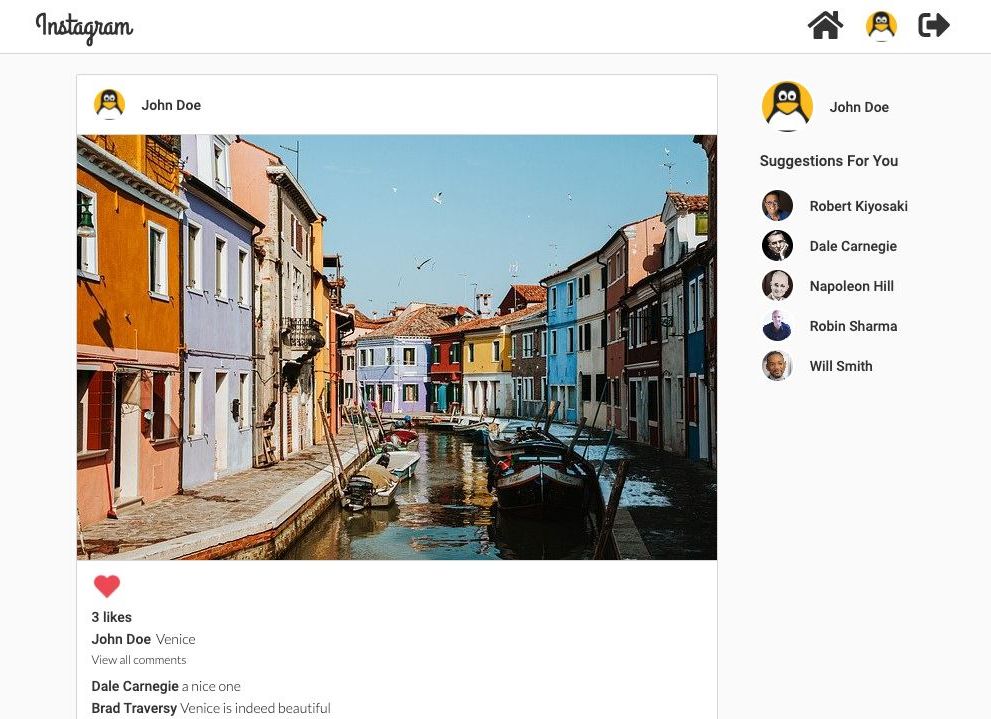 Instagram
John Doe
John Doe
Suggestions For You
Robert Kiyosaki
Dale Carnegie
Napoleon Hill
Robin Sharma
Will Smith
3 likes
John Doe Venice
View all comments
Dale Carnegie a nice one
Brad Traversy Venice is indeed beautiful